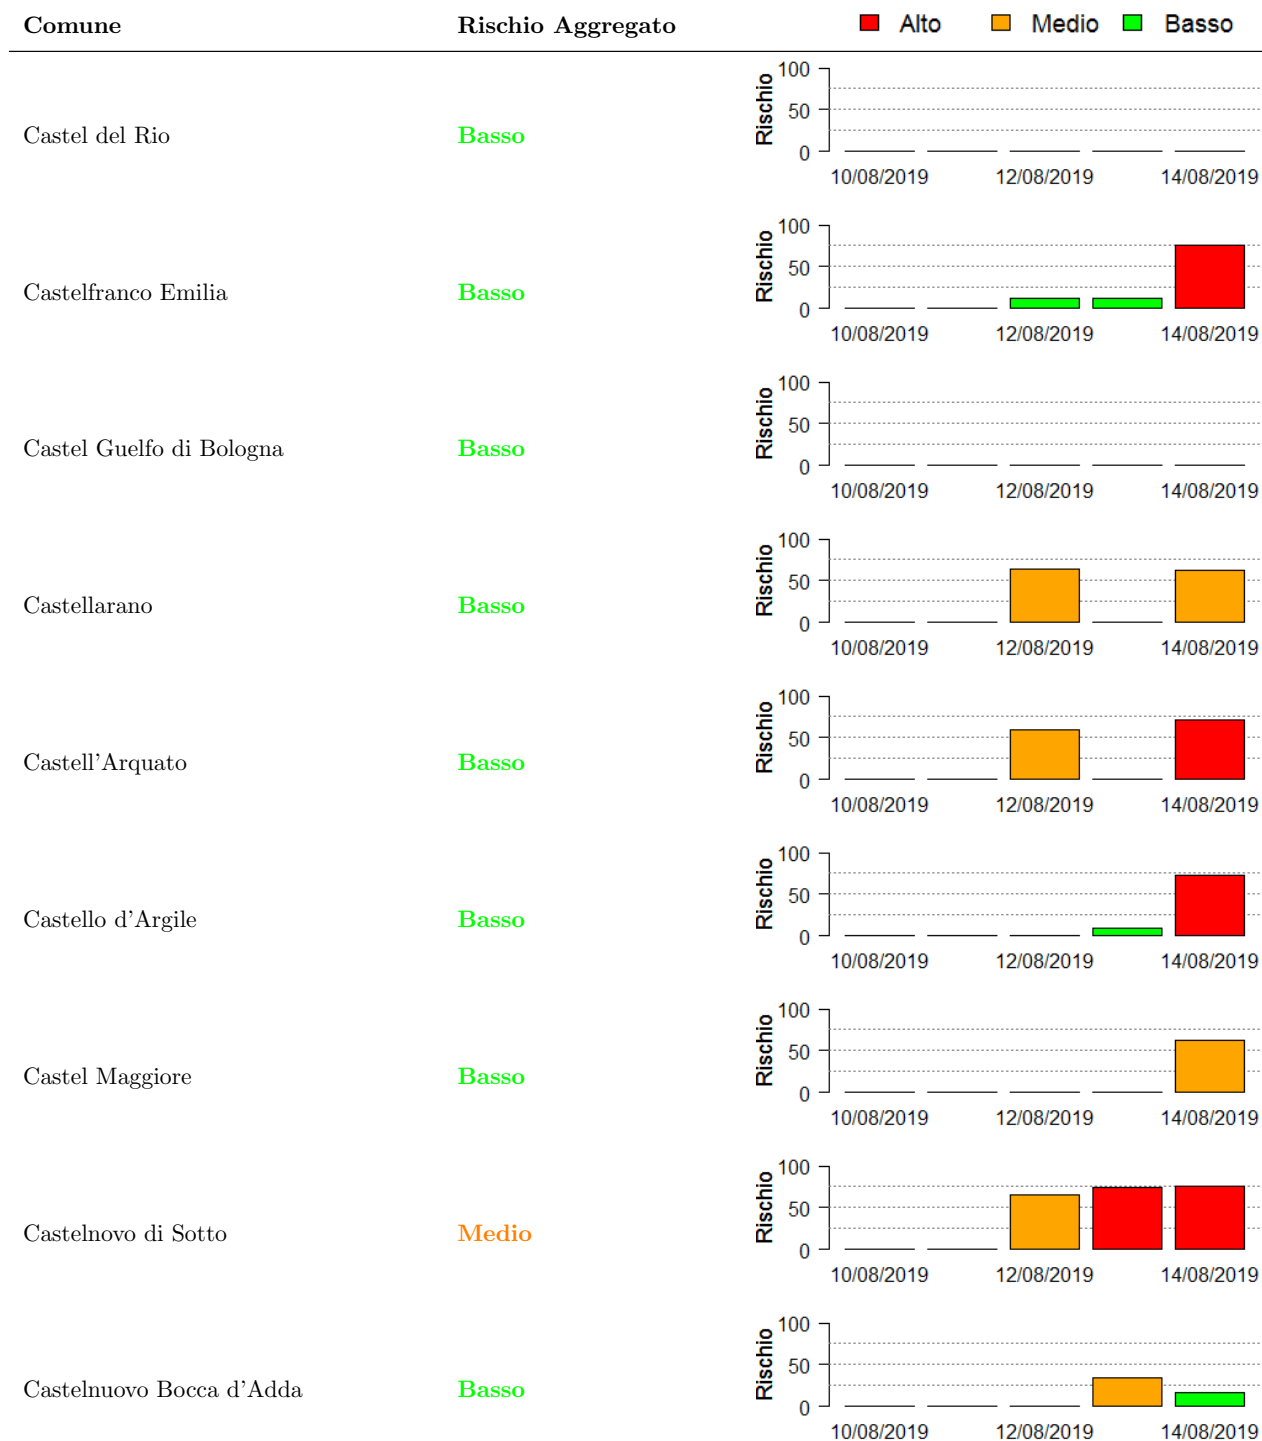 Comune Rischio Aggregato Alto Medio Basso
Castel del Rio Basso
Rischio
100
50
0
10/08/2019 12/08/2019 14/08/2019
Castelfranco Emilia Basso
Rischio
100
50
0
10/08/2019 12/08/2019 14/08/2019
Castel Guelfo di Bologna Basso
Rischio
100
50
0
10/08/2019 12/08/2019 14/08/2019
Castellarano Basso
Rischio
100
50
0
10/08/2019 12/08/2019 14/08/2019
Castell'Arquato Basso
Rischio
100
50
0
10/08/2019 12/08/2019 14/08/2019
Castello d'Argile Basso
Rischio
100
50
0
10/08/2019 12/08/2019 14/08/2019
Castel Maggiore Basso
Rischio
100
50
0
10/08/2019 12/08/2019 14/08/2019
Castelnovo di Sotto Medio
Rischio
100
50
0
10/08/2019 12/08/2019 14/08/2019
Castelnuovo Bocca d'Adda Basso
Rischio
100
50
0
10/08/2019 12/08/2019 14/08/2019